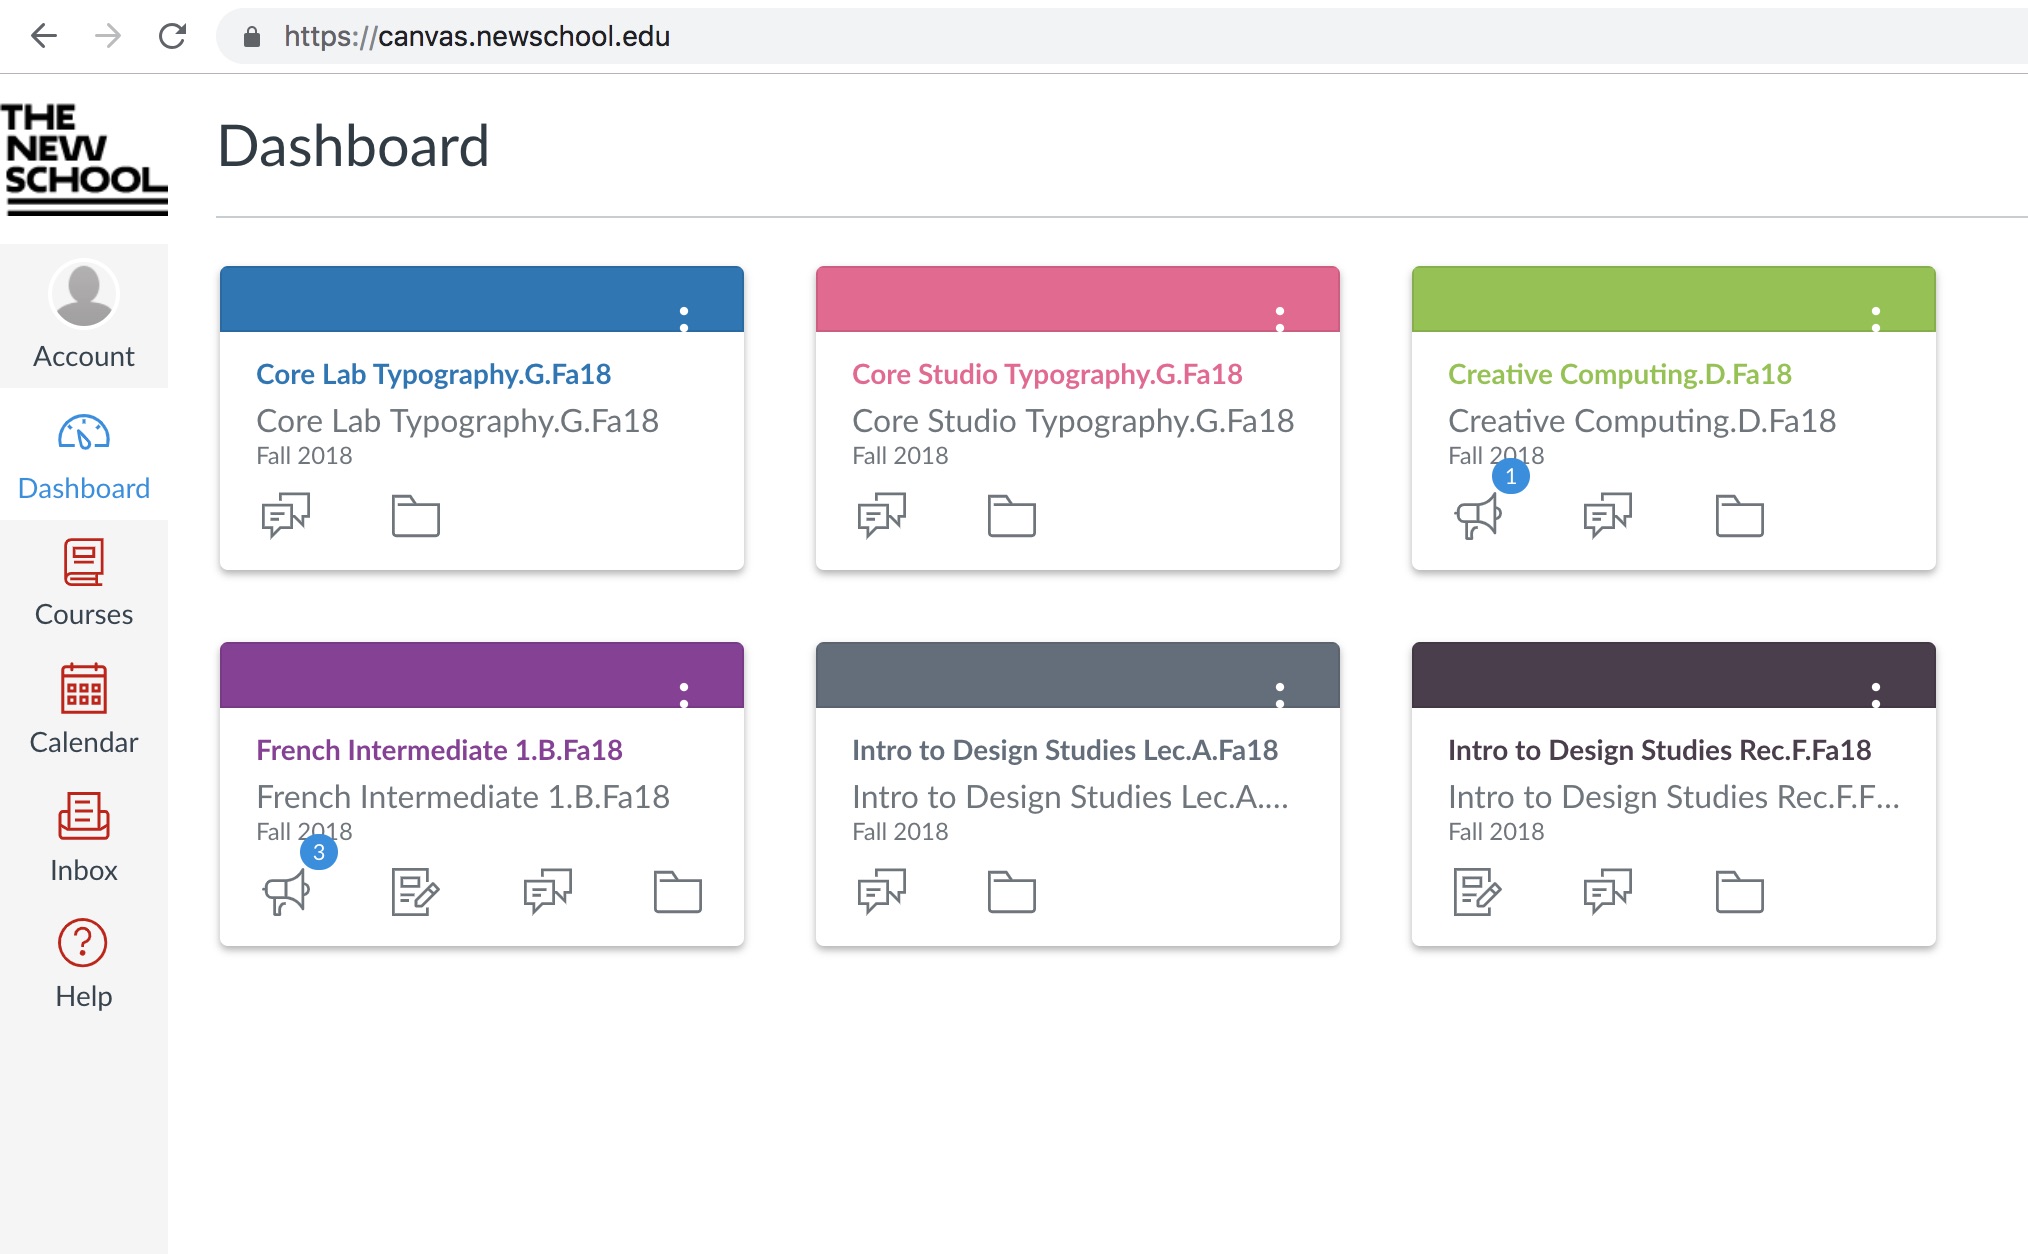 https://canvas.newschool.edu
THE
NEW
SCHOOL
Dashboard
Account
Dashboard
Courses
Calendar
Inbox
Help
Core Lab Typography.G.Fa18
Core Lab Typography.G.Fa18
Fall 2018
Core Studio Typography.G.Fa18
Core Studio Typography.G.Fa18
Fall 2018
Creative Computing.D.Fa18
Creative Computing.D.Fa18
Fall 2018
1
French Intermediate 1.B.Fa18
French Intermediate 1.B.Fa18
Fall 2018
3
Intro to Design Studies Lec.A.Fa18
Intro to Design Studies Lec.A....
Fall 2018
Intro to Design Studies Rec.F.Fa18
Intro to Design Studies Rec.F.F...
Fall 2018